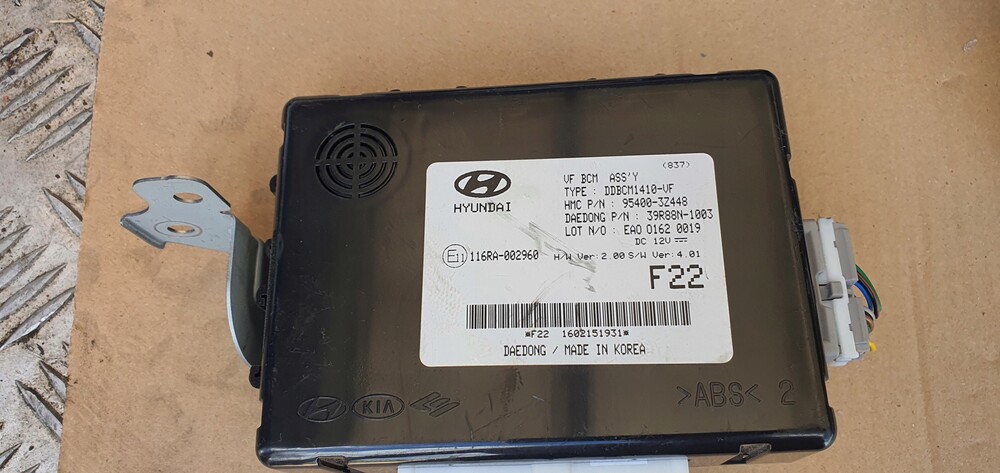 (837)
VF BCM ASS'Y
TYPE : DDBCM1410-VF
HMC P/N : 95400-3Z448
DAEDONG P/N : 39R88N-1003
LOT N/O : EA0 0162 0019
DC 12V
HYUNDAI
E11 116RA-002960 H/W Ver:2.00 S/W Ver:4.01
F22
*F22 1602151931*
DAEDONG / MADE IN KOREA
KIA
>ABS< 2